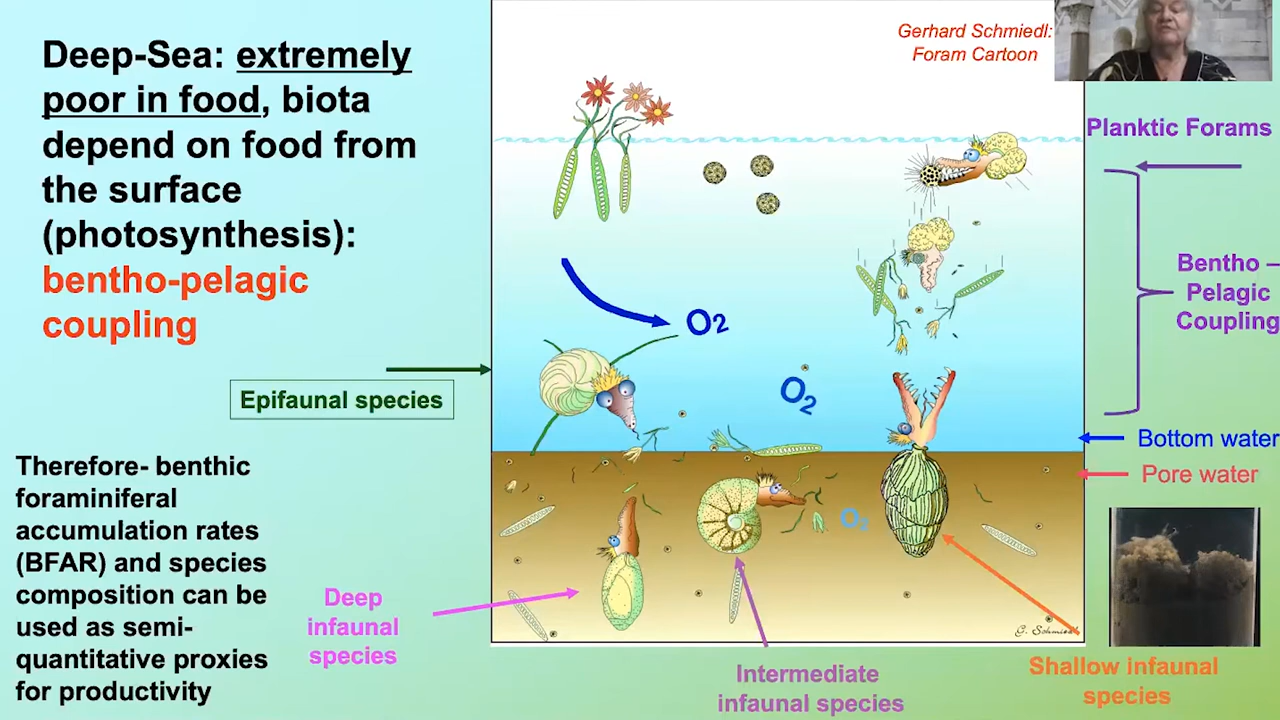 Deep-Sea: extremely
poor in food, biota
depend on food from
the surface
(photosynthesis):
bentho-pelagic
coupling
Gerhard Schmiedl:
Foram Cartoon
Planktic Forams
Bentho –
Pelagic
Coupling
O2
O2
Epifaunal species
Bottom water
Pore water
O2
Therefore- benthic
foraminiferal
accumulation rates
(BFAR) and species
composition can be
used as semi-
quantitative proxies
for productivity
Deep
infaunal
species
G. Schmiedl
Intermediate
infaunal species
Shallow infaunal
species